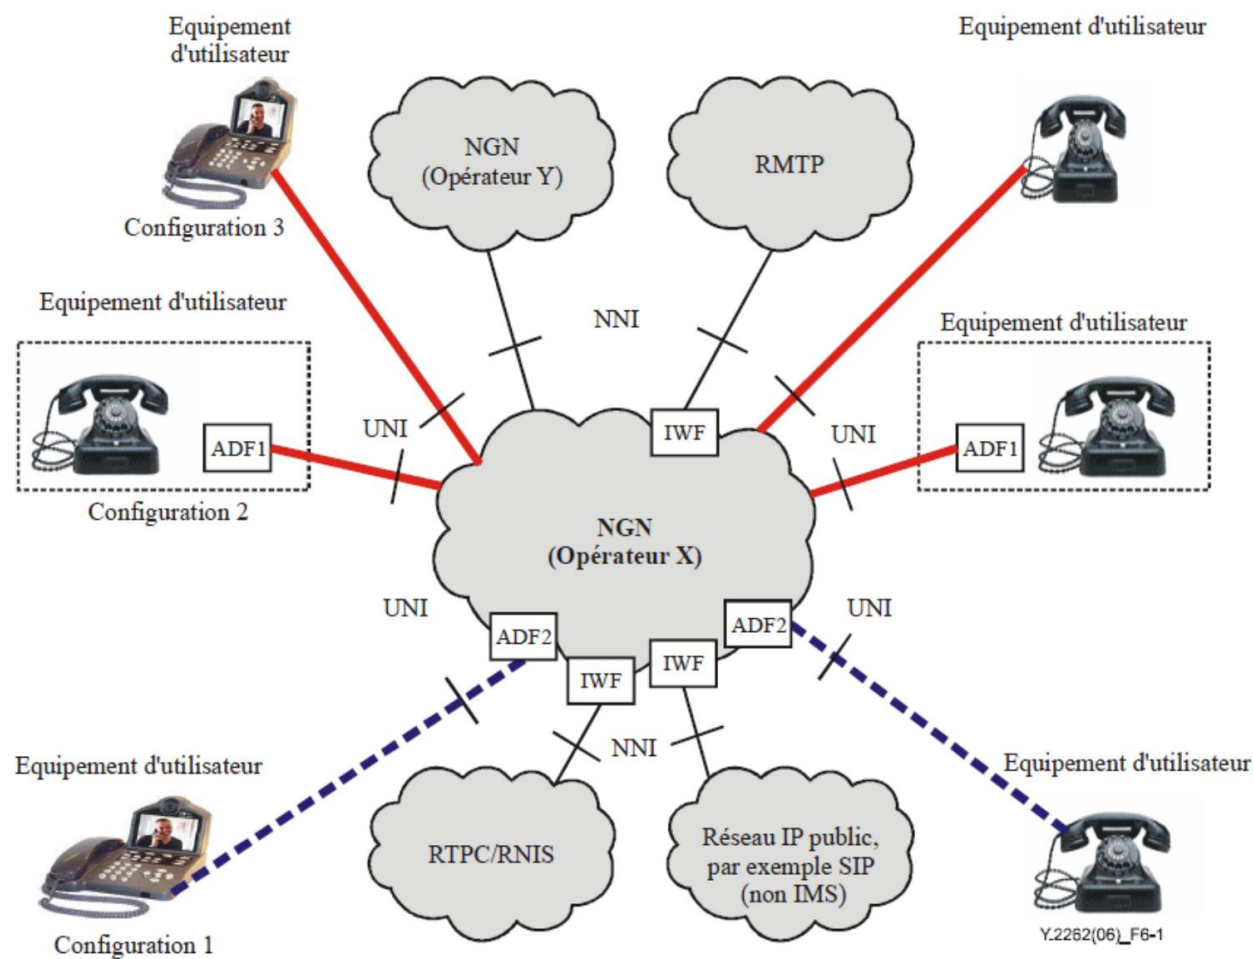 Equipement
d'utilisateur
Equipement d'utilisateur
NGN
(Opérateur Y)
RMTP
Configuration 3
Equipement d'utilisateur
NNI
Equipement d'utilisateur
UNI
IWF
UNI
ADF1
ADF1
Configuration 2
NGN
(Opérateur X)
UNI
ADF2
ADF2
UNI
IWF
IWF
NNI
Equipement d'utilisateur
Equipement d'utilisateur
RTPC/RNIS
Réseau IP public,
par exemple SIP
(non IMS)
Configuration 1
Y.2262(06)_F6-1